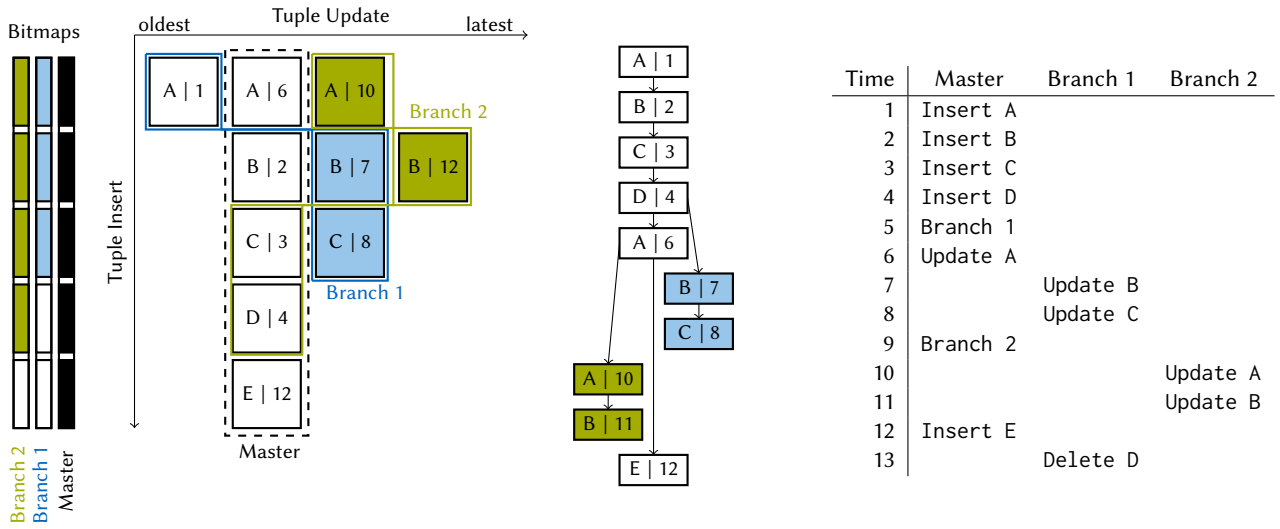 Bitmaps
Tuple Update
oldest
latest
Tuple Insert
A | 1
A | 6
A | 10
Branch 2
B | 2
B | 7
B | 12
C | 3
C | 8
Branch 1
D | 4
E | 12
Master
Branch 2
Branch 1
Master
A | 1
B | 2
C | 3
D | 4
A | 6
B | 7
C | 8
A | 10
B | 11
E | 12
Time Master Branch 1 Branch 2
1 Insert A
2 Insert B
3 Insert C
4 Insert D
5 Branch 1
6 Update A
7 Update B
8 Update C
9 Branch 2
10 Update A
11 Update B
12 Insert E
13 Delete D